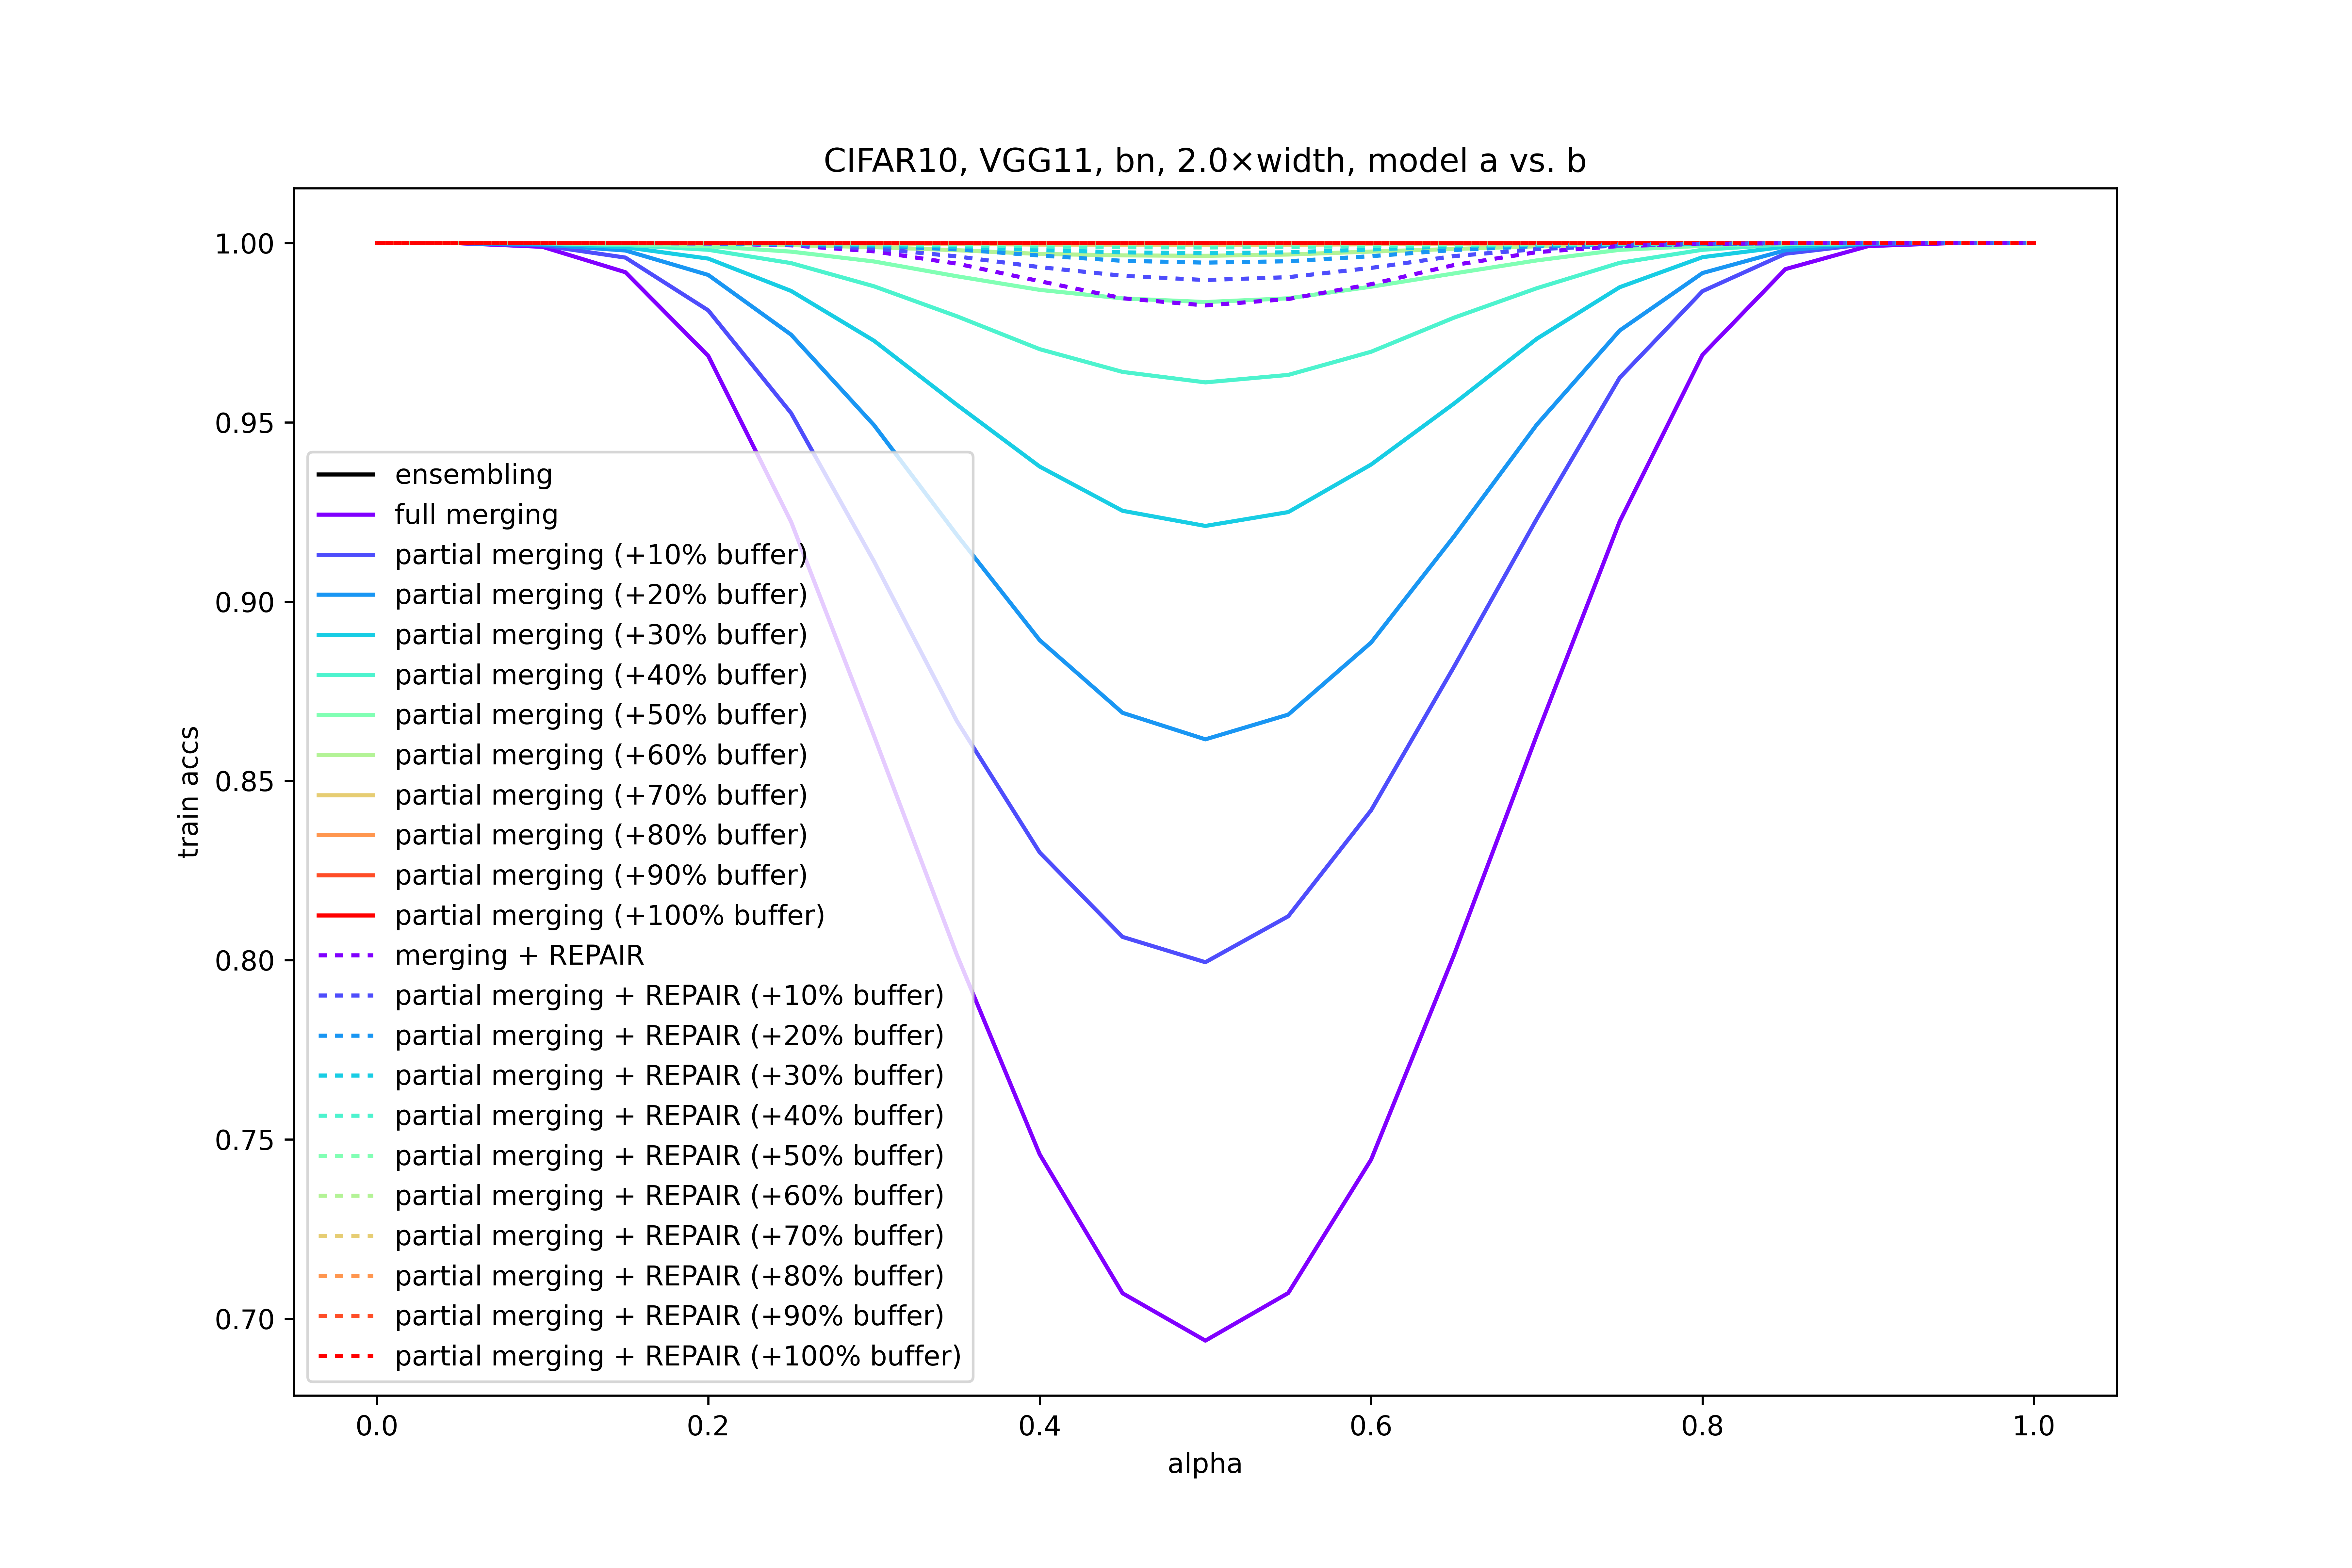 CIFAR10, VGG11, bn, 2.0×width, model a vs. b
train accs
1.00
0.95
0.90
0.85
0.80
0.75
0.70
ensembling
full merging
partial merging (+10% buffer)
partial merging (+20% buffer)
partial merging (+30% buffer)
partial merging (+40% buffer)
partial merging (+50% buffer)
partial merging (+60% buffer)
partial merging (+70% buffer)
partial merging (+80% buffer)
partial merging (+90% buffer)
partial merging (+100% buffer)
merging + REPAIR
partial merging + REPAIR (+10% buffer)
partial merging + REPAIR (+20% buffer)
partial merging + REPAIR (+30% buffer)
partial merging + REPAIR (+40% buffer)
partial merging + REPAIR (+50% buffer)
partial merging + REPAIR (+60% buffer)
partial merging + REPAIR (+70% buffer)
partial merging + REPAIR (+80% buffer)
partial merging + REPAIR (+90% buffer)
partial merging + REPAIR (+100% buffer)
0.0 0.2 0.4 0.6 0.8 1.0
alpha